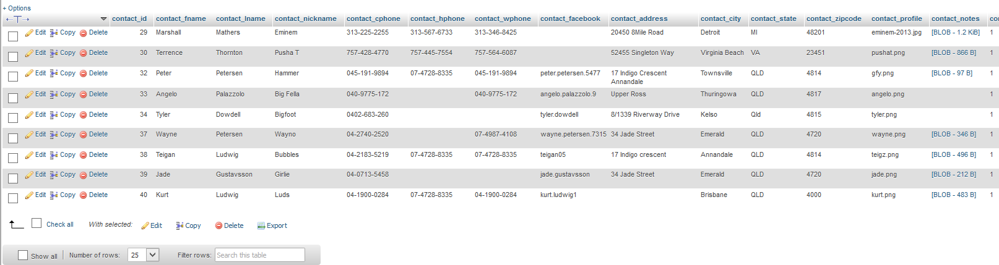 + Options
contact_id contact_fname contact_lname contact_nickname contact_cphone contact_hphone contact_wphone contact_facebook contact_address contact_city contact_state contact_zipcode contact_profile contact_notes
Edit Copy Delete 29 Marshall Mathers Eminem 313-225-2255 313-567-6733 313-346-8425 20450 8Mile Road Detroit MI 48201 eminem-2013.jpg [BLOB - 1.2 KiB] 1
Edit Copy Delete 30 Terrence Thornton Pusha T 757-428-4770 757-445-7554 757-564-6087 52455 Singleton Way Virginia Beach VA 23451 pushat.png [BLOB - 866 B] 1
Edit Copy Delete 32 Peter Petersen Hammer 045-191-9894 07-4728-8335 045-191-9894 peter.petersen.5477 17 Indigo Crescent Townsville QLD 4814 gfy.png [BLOB - 97 B] 1
Annandale
Edit Copy Delete 33 Angelo Palazzolo Big Fella 040-9775-172 040-9775-172 angelo.palazzolo.9 Upper Ross Thuringowa QLD 4817 angelo.png 1
Edit Copy Delete 34 Tyler Dowdell Bigfoot 0402-683-260 tyler.dowdell 8/1339 Riverway Drive Kelso Qld 4815 tyler.png 1
Edit Copy Delete 37 Wayne Petersen Wayno 04-2740-2520 07-4987-4108 wayne.petersen.7315 34 Jade Street Emerald QLD 4720 wayne.png [BLOB - 346 B] 1
Edit Copy Delete 38 Teigan Ludwig Bubbles 04-2183-5219 07-4728-8335 07-4728-8335 teigan05 17 Indigo crescent Annandale QLD 4814 teigz.png [BLOB - 496 B] 1
Edit Copy Delete 39 Jade Gustavsson Girlie 04-0713-5458 jade.gustavsson 34 Jade Street Emerald QLD 4720 jade.png [BLOB - 212 B] 1
Edit Copy Delete 40 Kurt Ludwig Luds 04-1900-0284 07-4728-8335 04-1900-0284 kurt.ludwig1 Brisbane QLD 4000 kurt.png [BLOB - 483 B] 1
Check all With selected: Edit Copy Delete Export
Show all Number of rows: 25 Filter rows: Search this table